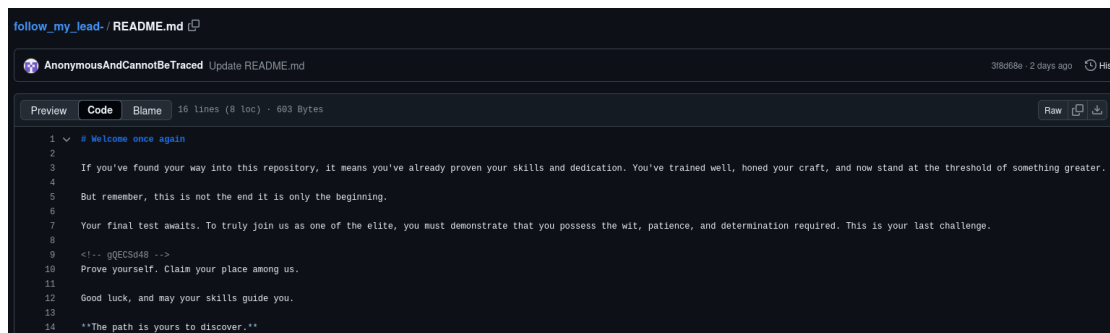 follow_my_lead- / README.md
AnonymousAndCannotBeTraced Update README.md 3f8d68e · 2 days ago His
Preview Code Blame 16 lines (8 loc) · 603 Bytes Raw
1 # Welcome once again
2
3 If you've found your way into this repository, it means you've already proven your skills and dedication. You've trained well, honed your craft, and now stand at the threshold of something greater.
4
5 But remember, this is not the end it is only the beginning.
6
7 Your final test awaits. To truly join us as one of the elite, you must demonstrate that you possess the wit, patience, and determination required. This is your last challenge.
8
9 <!-- gQECSd48 -->
10 Prove yourself. Claim your place among us.
11
12 Good luck, and may your skills guide you.
13
14 **The path is yours to discover.**